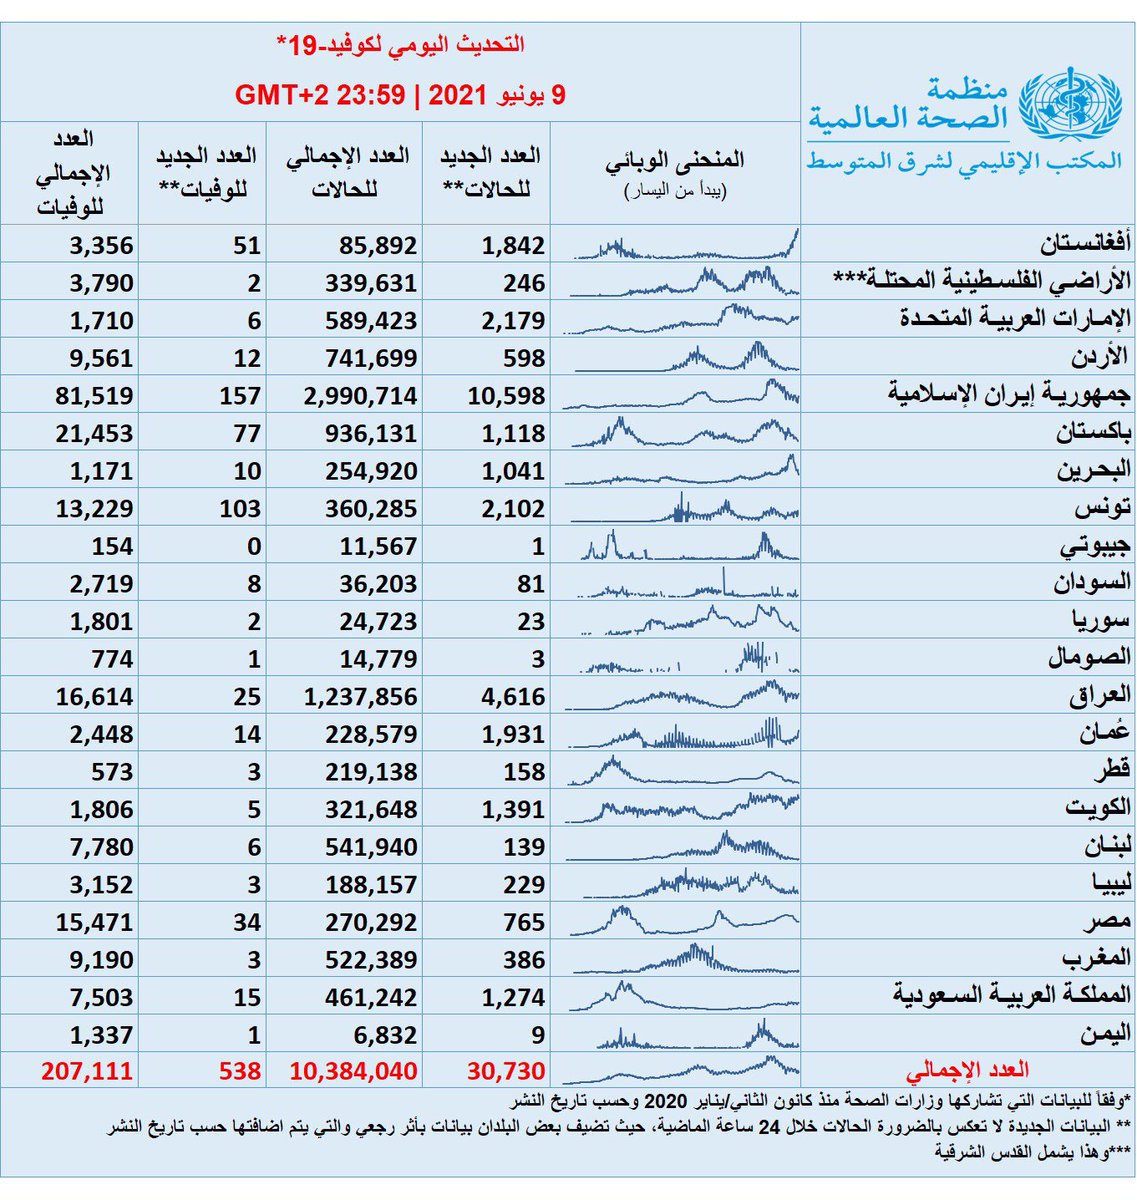 منظمة
الصحة العالمية
المكتب الإقليمي لشرق المتوسط
التحديث اليومي لكوفيد-19*
9 يونيو 2021 | 23:59 GMT+2
المنحنى الوبائي (يبدأ من اليسار) العدد الجديد للحالات** العدد الإجمالي للحالات العدد الجديد للوفيات** العدد الإجمالي للوفيات
أفغانستان 1,842 85,892 51 3,356
الأراضي الفلسطينية المحتلة*** 246 339,631 2 3,790
الإمارات العربية المتحدة 2,179 589,423 6 1,710
الأردن 598 741,699 12 9,561
جمهورية إيران الإسلامية 10,598 2,990,714 157 81,519
باكستان 1,118 936,131 77 21,453
البحرين 1,041 254,920 10 1,171
تونس 2,102 360,285 103 13,229
جيبوتي 1 11,567 0 154
السودان 81 36,203 8 2,719
سوريا 23 24,723 2 1,801
الصومال 3 14,779 1 774
العراق 4,616 1,237,856 25 16,614
عُمان 1,931 228,579 14 2,448
قطر 158 219,138 3 573
الكويت 1,391 321,648 5 1,806
لبنان 139 541,940 6 7,780
ليبيا 229 188,157 3 3,152
مصر 765 270,292 34 15,471
المغرب 386 522,389 3 9,190
المملكة العربية السعودية 1,274 461,242 15 7,503
اليمن 9 6,832 1 1,337
العدد الإجمالي 30,730 10,384,040 538 207,111
*وفقاً للبيانات التي تشاركها وزارات الصحة منذ كانون الثاني/يناير 2020 وحسب تاريخ النشر
** البيانات الجديدة لا تعكس بالضرورة الحالات خلال 24 ساعة الماضية، حيث تضيف بعض البلدان بيانات بأثر رجعي والتي يتم اضافتها حسب تاريخ النشر
***وهذا يشمل القدس الشرقية